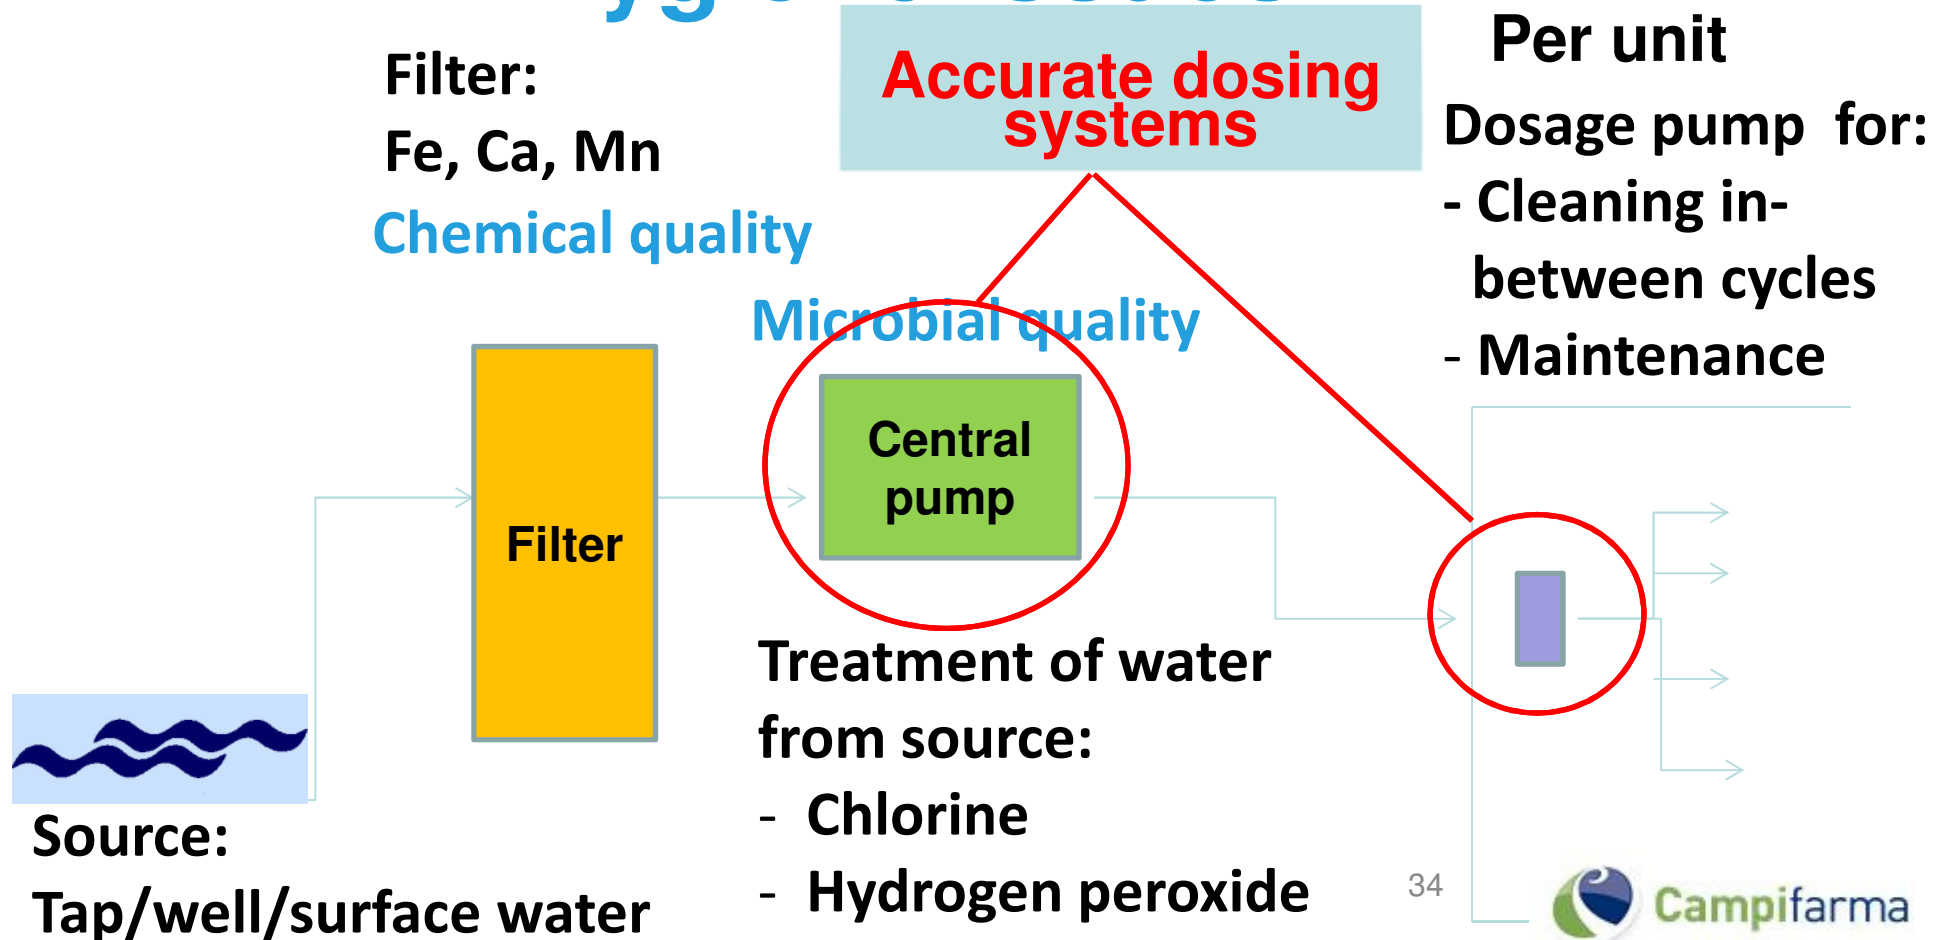 Filter:
Fe, Ca, Mn
Chemical quality
Accurate dosing
systems
Per unit
Dosage pump for:
- Cleaning in-
between cycles
- Maintenance
Microbial quality
Central
pump
Filter
Treatment of water
from source:
- Chlorine
- Hydrogen peroxide
Source:
Tap/well/surface water
34
Campifarma